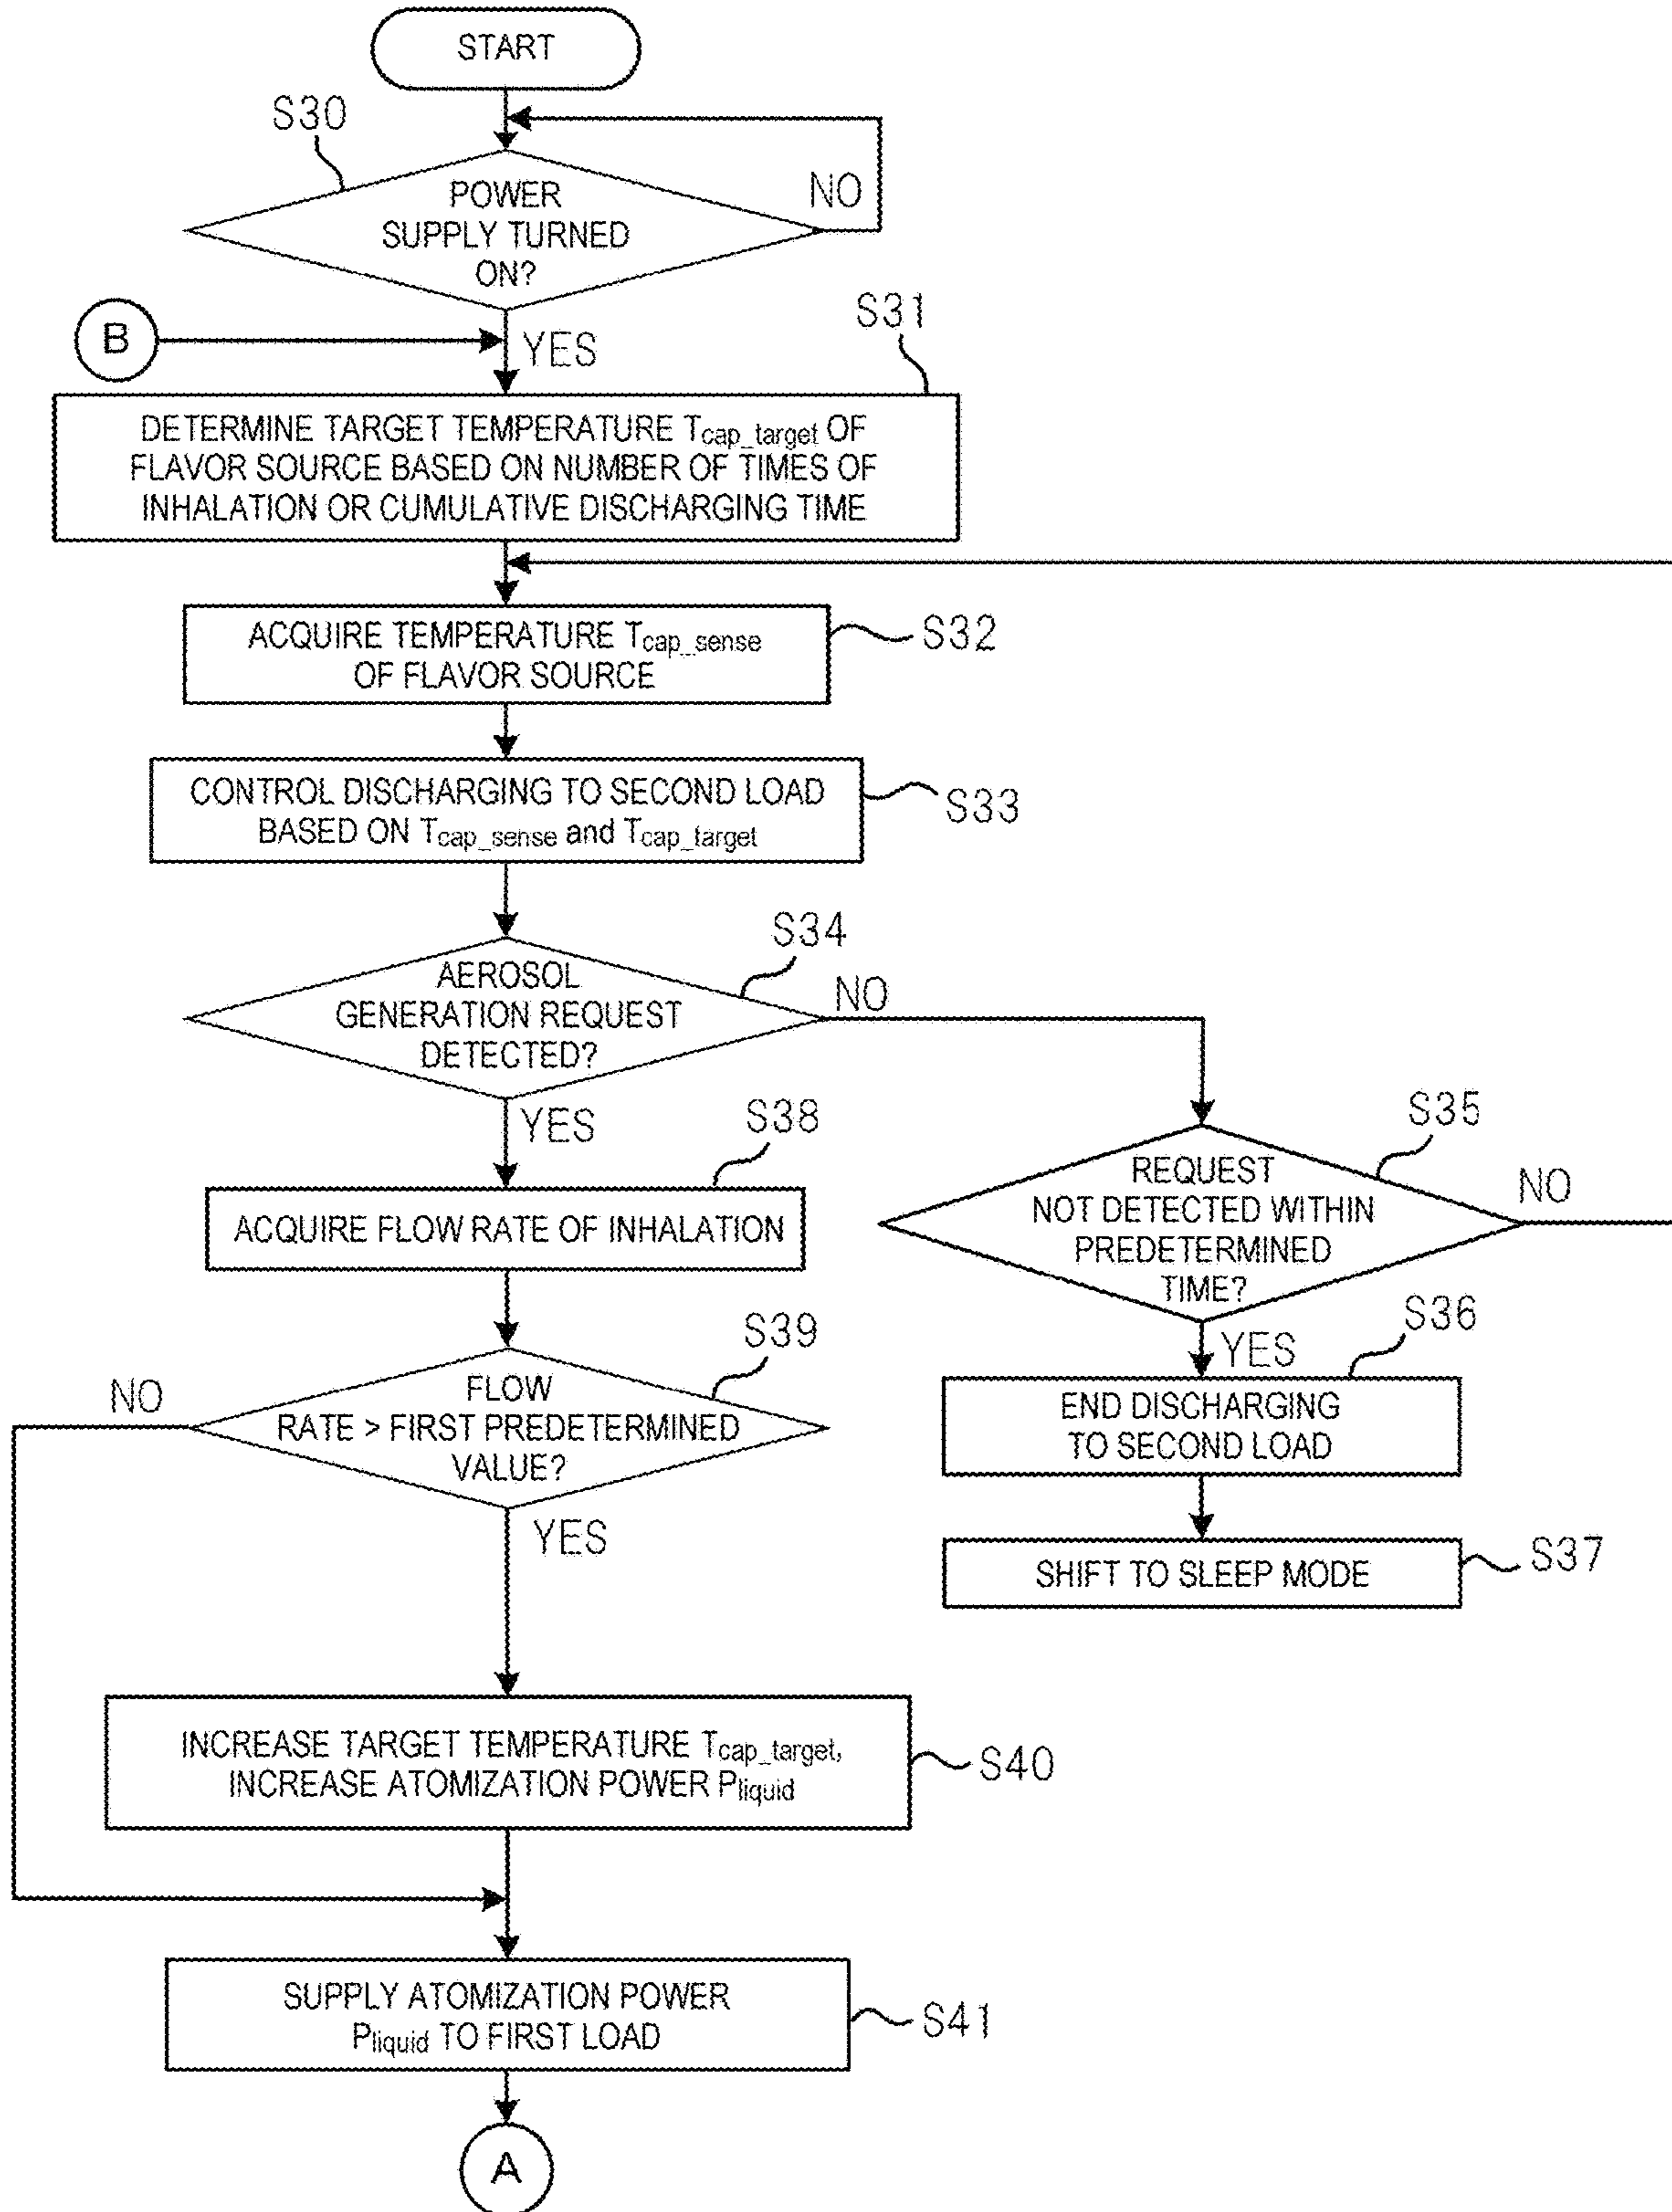 START
S30
POWER
SUPPLY TURNED
ON?
NO
B
YES
S31
DETERMINE TARGET TEMPERATURE Tcap_target OF
FLAVOR SOURCE BASED ON NUMBER OF TIMES OF
INHALATION OR CUMULATIVE DISCHARGING TIME
ACQUIRE TEMPERATURE Tcap_sense
OF FLAVOR SOURCE
S32
CONTROL DISCHARGING TO SECOND LOAD
BASED ON Tcap_sense and Tcap_target
S33
S34
AEROSOL
GENERATION REQUEST
DETECTED?
NO
YES
S38
ACQUIRE FLOW RATE OF INHALATION
S35
REQUEST
NOT DETECTED WITHIN
PREDETERMINED
TIME?
NO
YES
S36
END DISCHARGING
TO SECOND LOAD
SHIFT TO SLEEP MODE
S37
S39
FLOW
RATE > FIRST PREDETERMINED
VALUE?
NO
YES
INCREASE TARGET TEMPERATURE Tcap_target,
INCREASE ATOMIZATION POWER Pliquid
S40
SUPPLY ATOMIZATION POWER
Pliquid TO FIRST LOAD
S41
A